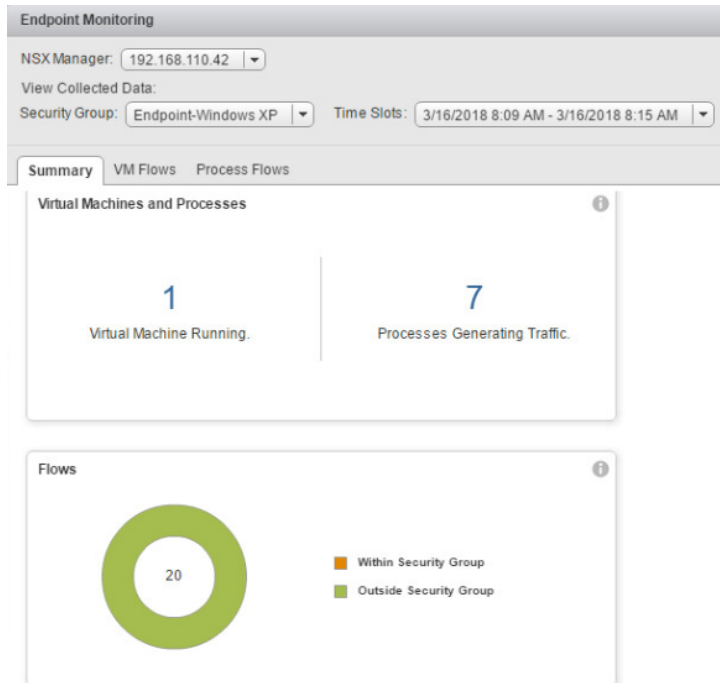 Endpoint Monitoring
NSX Manager: 192.168.110.42
View Collected Data:
Security Group: Endpoint-Windows XP Time Slots: 3/16/2018 8:09 AM - 3/16/2018 8:15 AM
Summary VM Flows Process Flows
Virtual Machines and Processes
1 7
Virtual Machine Running. Processes Generating Traffic.
Flows
Within Security Group
20
Outside Security Group